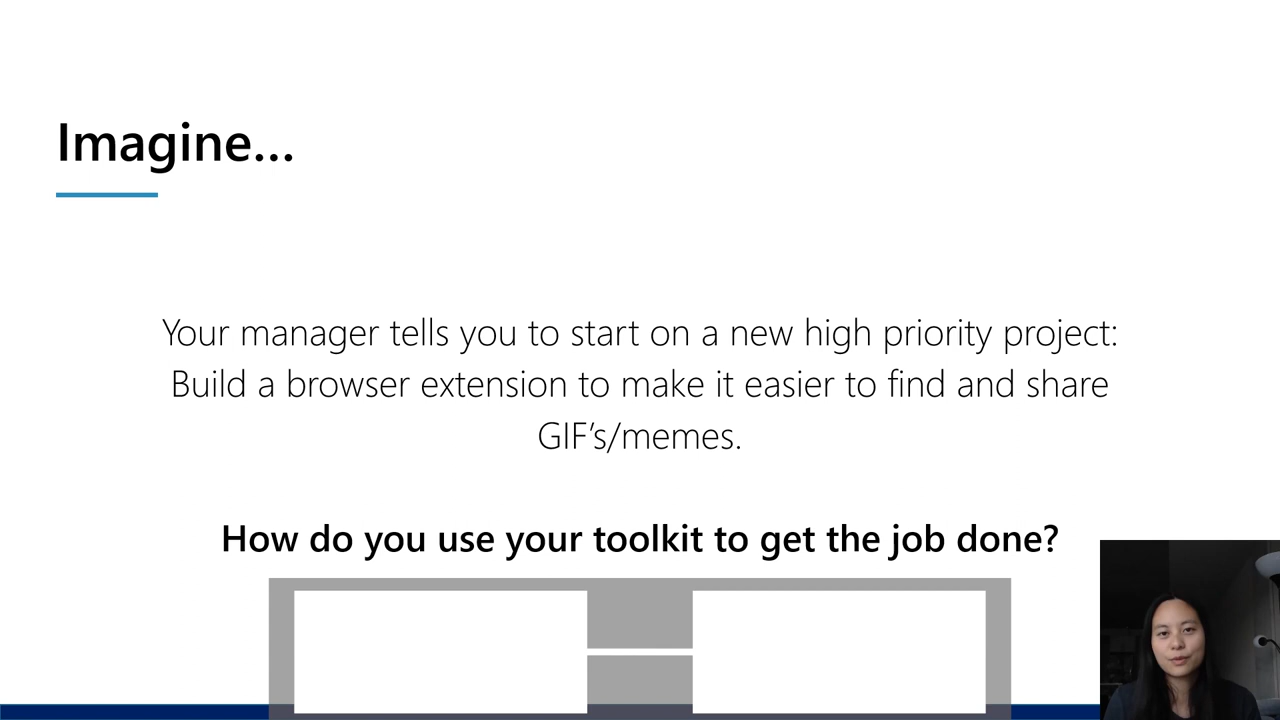 Imagine...
Your manager tells you to start on a new high priority project:
Build a browser extension to make it easier to find and share
GIF’s/memes.
How do you use your toolkit to get the job done?